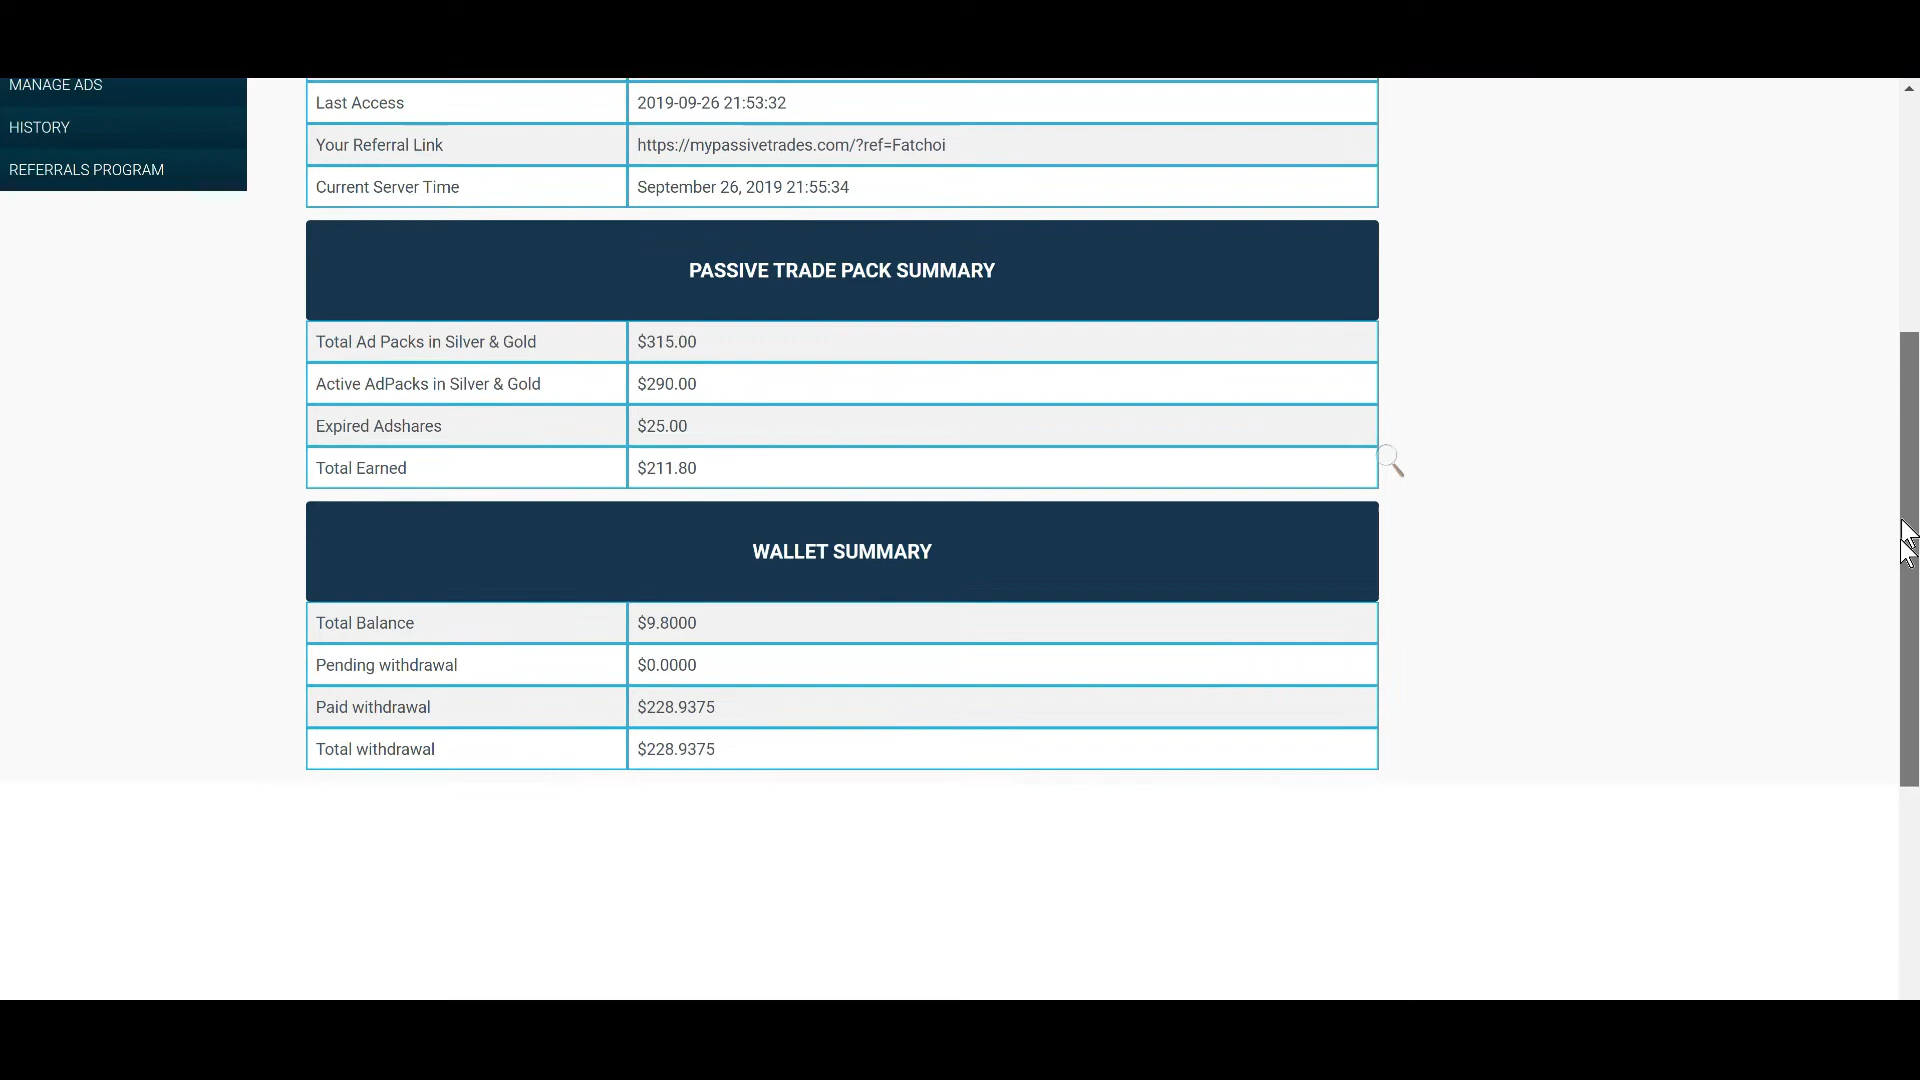 MANAGE ADS
HISTORY
REFERRALS PROGRAM
Last Access 2019-09-26 21:53:32
Your Referral Link https://mypassivetrades.com/?ref=Fatchoi
Current Server Time September 26, 2019 21:55:34
PASSIVE TRADE PACK SUMMARY
Total Ad Packs in Silver & Gold $315.00
Active AdPacks in Silver & Gold $290.00
Expired Adshares $25.00
Total Earned $211.80
WALLET SUMMARY
Total Balance $9.8000
Pending withdrawal $0.0000
Paid withdrawal $228.9375
Total withdrawal $228.9375